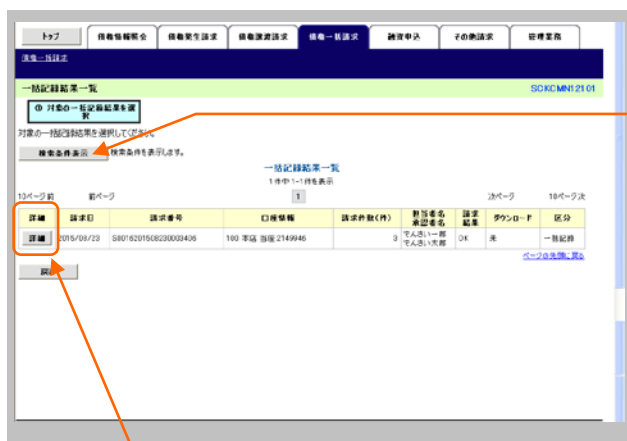 トップ 債権情報照会 債権発生請求 債権譲渡請求 債権一括請求 融資申込 その他請求 管理業務
債権一括請求
一括記録結果一覧 SCKCMN12101
① 対象の一括記録結果を選択
対象の一括記録結果を選択してください。
検索条件表示 検索条件を表示します。
一括記録結果一覧
1件中 1-1件を表示
10ページ前 前ページ 1 次ページ 10ページ次
詳細 請求日 請求番号 口座情報 請求件数(件) 担当者名 承認者名 請求結果 ダウンロード 区分
詳細 2015/08/23 S8016201508230003406 100 本店 当座 2149946 3 でんさい一郎 でんさい太郎 OK 未 一括記録
ページの先頭に戻る